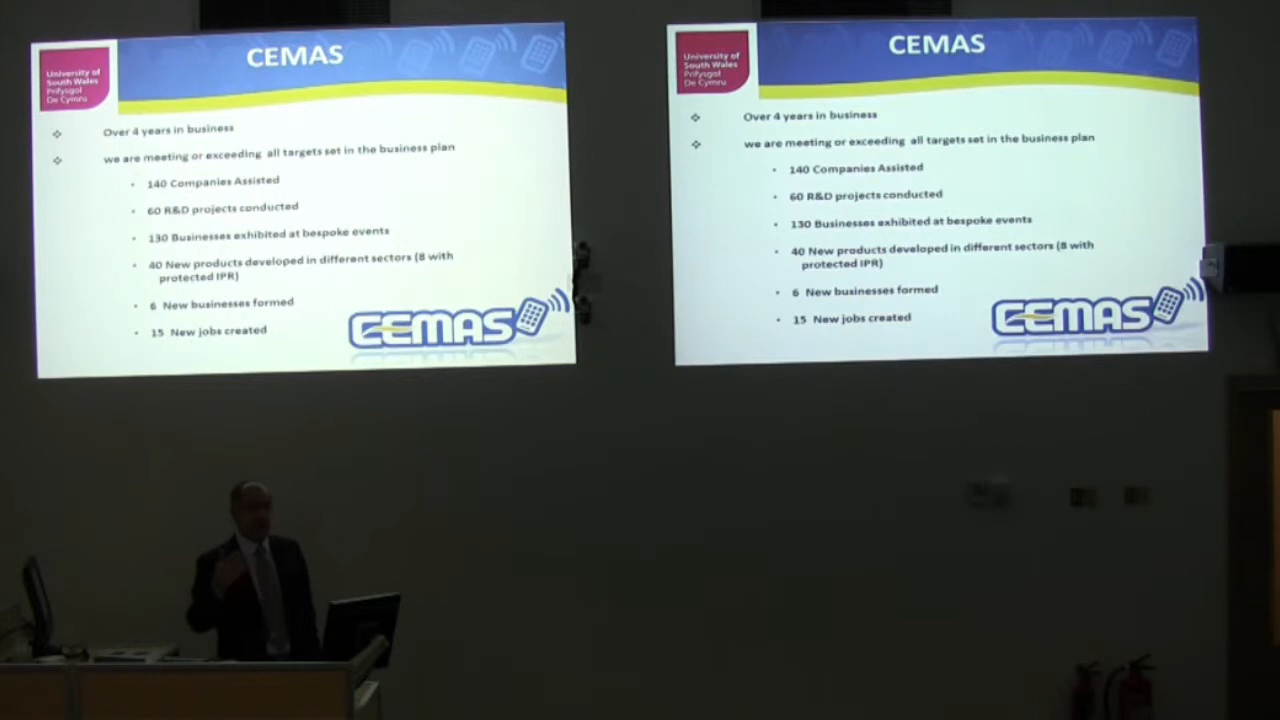 CEMAS
University of
South Wales
Prifysgol
De Cymru
Over 4 years in business
we are meeting or exceeding all targets set in the business plan
140 Companies Assisted
60 R&D projects conducted
130 Businesses exhibited at bespoke events
40 New products developed in different sectors (8 with
protected IPR)
6 New businesses formed
15 New jobs created
CEMAS
CEMAS
University of
South Wales
Prifysgol
De Cymru
Over 4 years in business
we are meeting or exceeding all targets set in the business plan
140 Companies Assisted
60 R&D projects conducted
130 Businesses exhibited at bespoke events
40 New products developed in different sectors (8 with
protected IPR)
6 New businesses formed
15 New jobs created
CEMAS